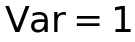 Var = 1